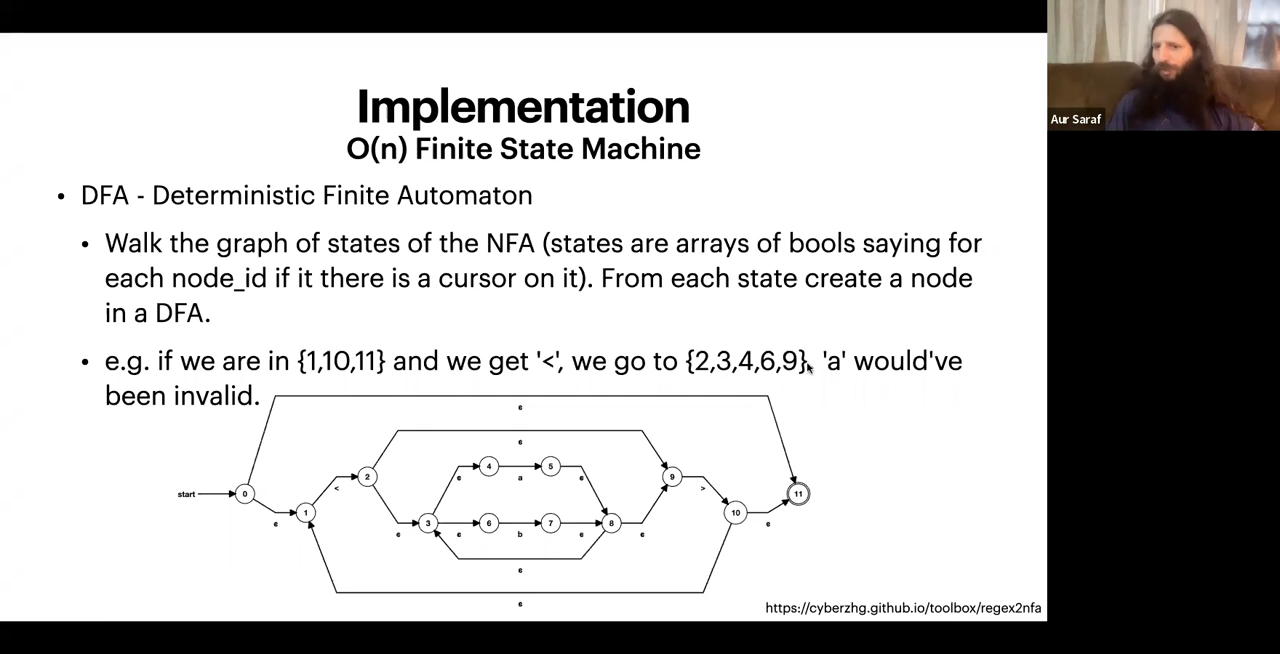 Implementation
O(n) Finite State Machine
• DFA - Deterministic Finite Automaton
• Walk the graph of states of the NFA (states are arrays of bools saying for
each node_id if it there is a cursor on it). From each state create a node
in a DFA.
• e.g. if we are in {1,10,11} and we get '<', we go to {2,3,4,6,9}, 'a' would've
been invalid.
Aur Saraf
ε
ε
4 5
2 9
ε a ε
start 0 < > 11
1 10
3 6 7 8
ε ε ε b ε ε ε
ε
ε
https://cyberzhg.github.io/toolbox/regex2nfa